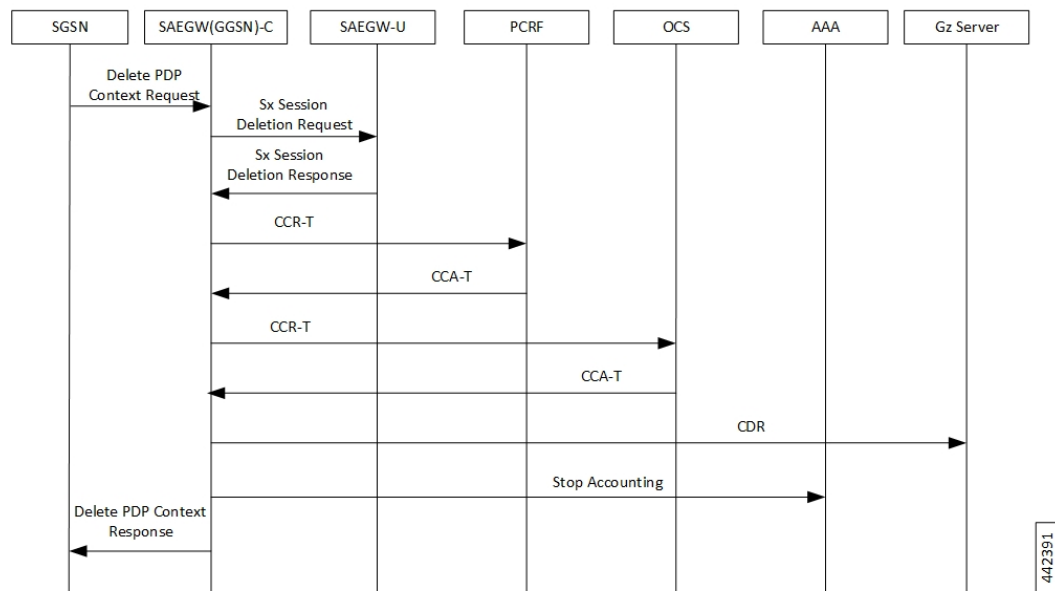 SGSN
SAEGW(GGSN)-C
SAEGW-U
PCRF
OCS
AAA
Gz Server
Delete PDP
Context Request
Sx Session
Deletion Request
Sx Session
Deletion Response
CCR-T
CCA-T
CCR-T
CCA-T
CDR
Stop Accounting
Delete PDP Context
Response
442391